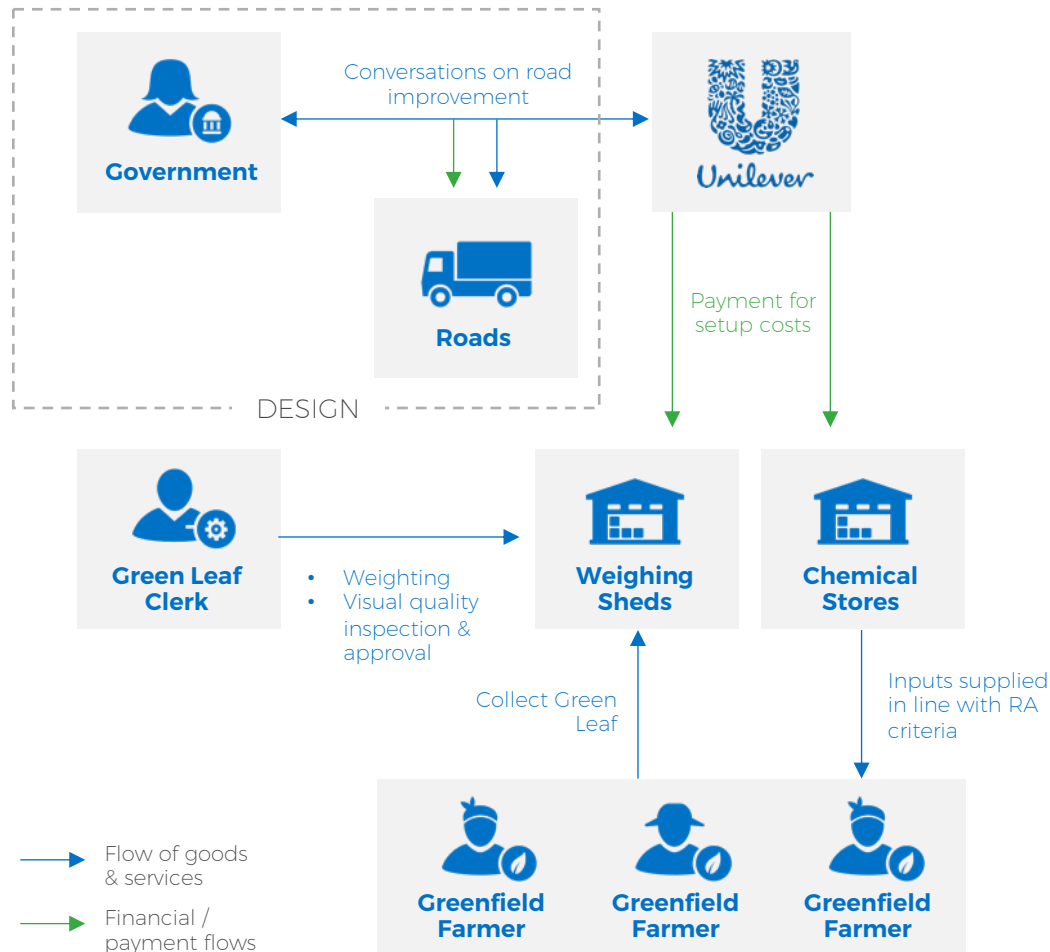 Conversations on road
improvement
Government
Unilever
Roads
Payment for
setup costs
DESIGN
Green Leaf
Clerk
• Weighting
• Visual quality
inspection &
approval
Weighing
Sheds
Chemical
Stores
Collect Green
Leaf
Inputs supplied
in line with RA
criteria
Flow of goods
& services
Financial /
payment flows
Greenfield
Farmer
Greenfield
Farmer
Greenfield
Farmer